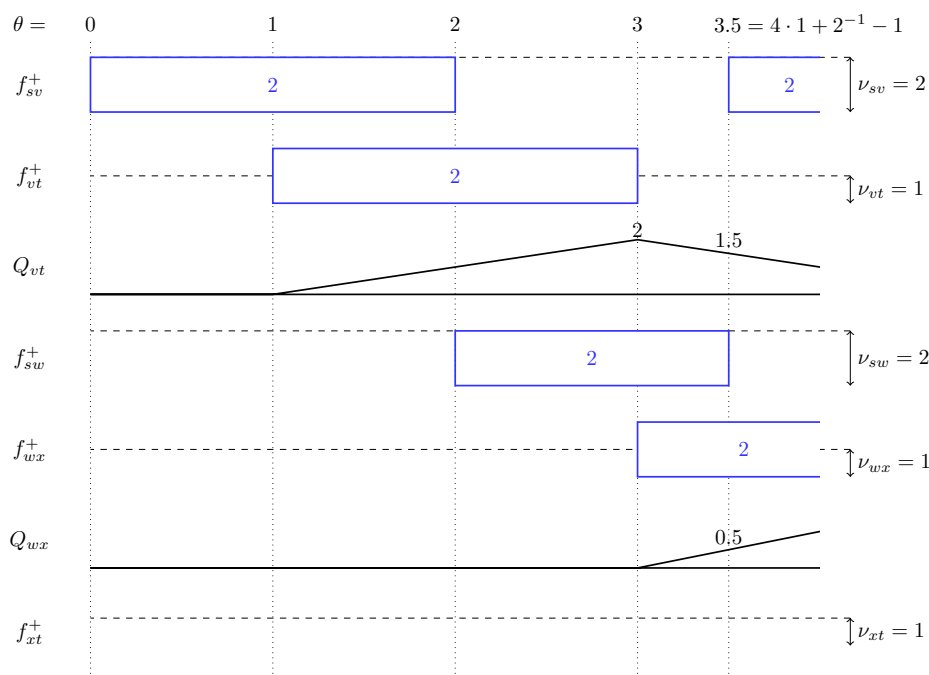 θ = 0 1 2 3 3.5 = 4 · 1 + 2⁻¹ − 1
f⁺ₛᵥ 2 2 ν_{sv} = 2
f⁺ᵥₜ 2 ν_{vt} = 1
2 1.5
Q_{vt}
f⁺_{sw} 2 ν_{sw} = 2
f⁺_{wx} 2 ν_{wx} = 1
Q_{wx} 0.5
f⁺_{xt} ν_{xt} = 1